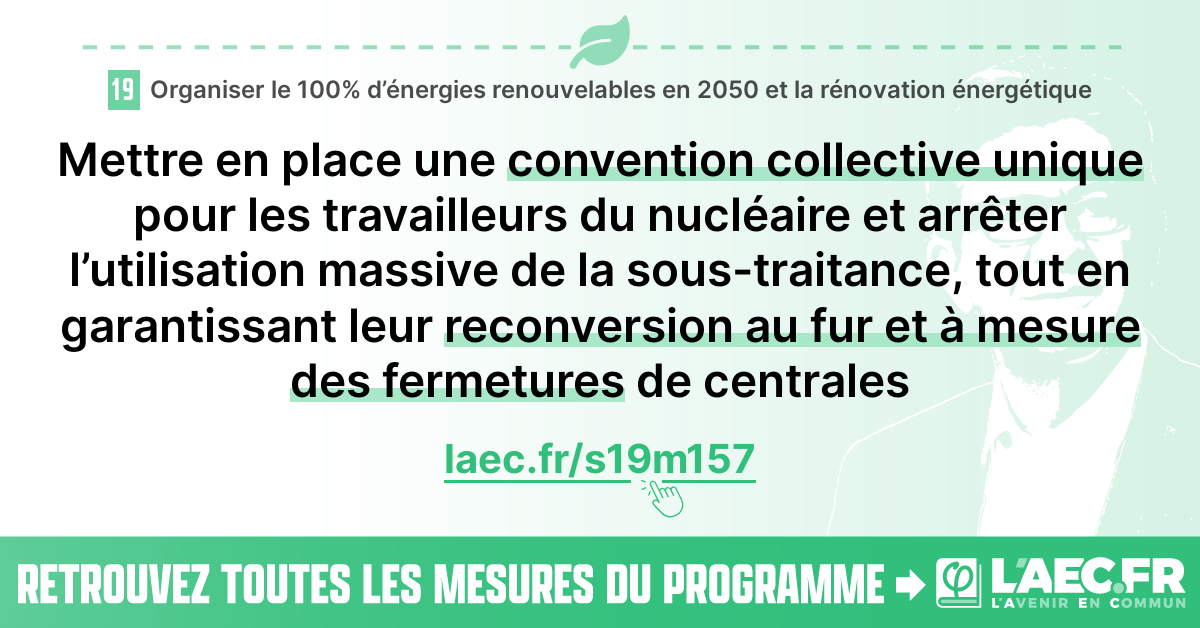 19 Organiser le 100% d’énergies renouvelables en 2050 et la rénovation énergétique
Mettre en place une convention collective unique
pour les travailleurs du nucléaire et arrêter
l’utilisation massive de la sous-traitance, tout en
garantissant leur reconversion au fur et à mesure
des fermetures de centrales
laec.fr/s19m157
RETROUVEZ TOUTES LES MESURES DU PROGRAMME
φ L'AEC.FR
L'AVENIR EN COMMUN